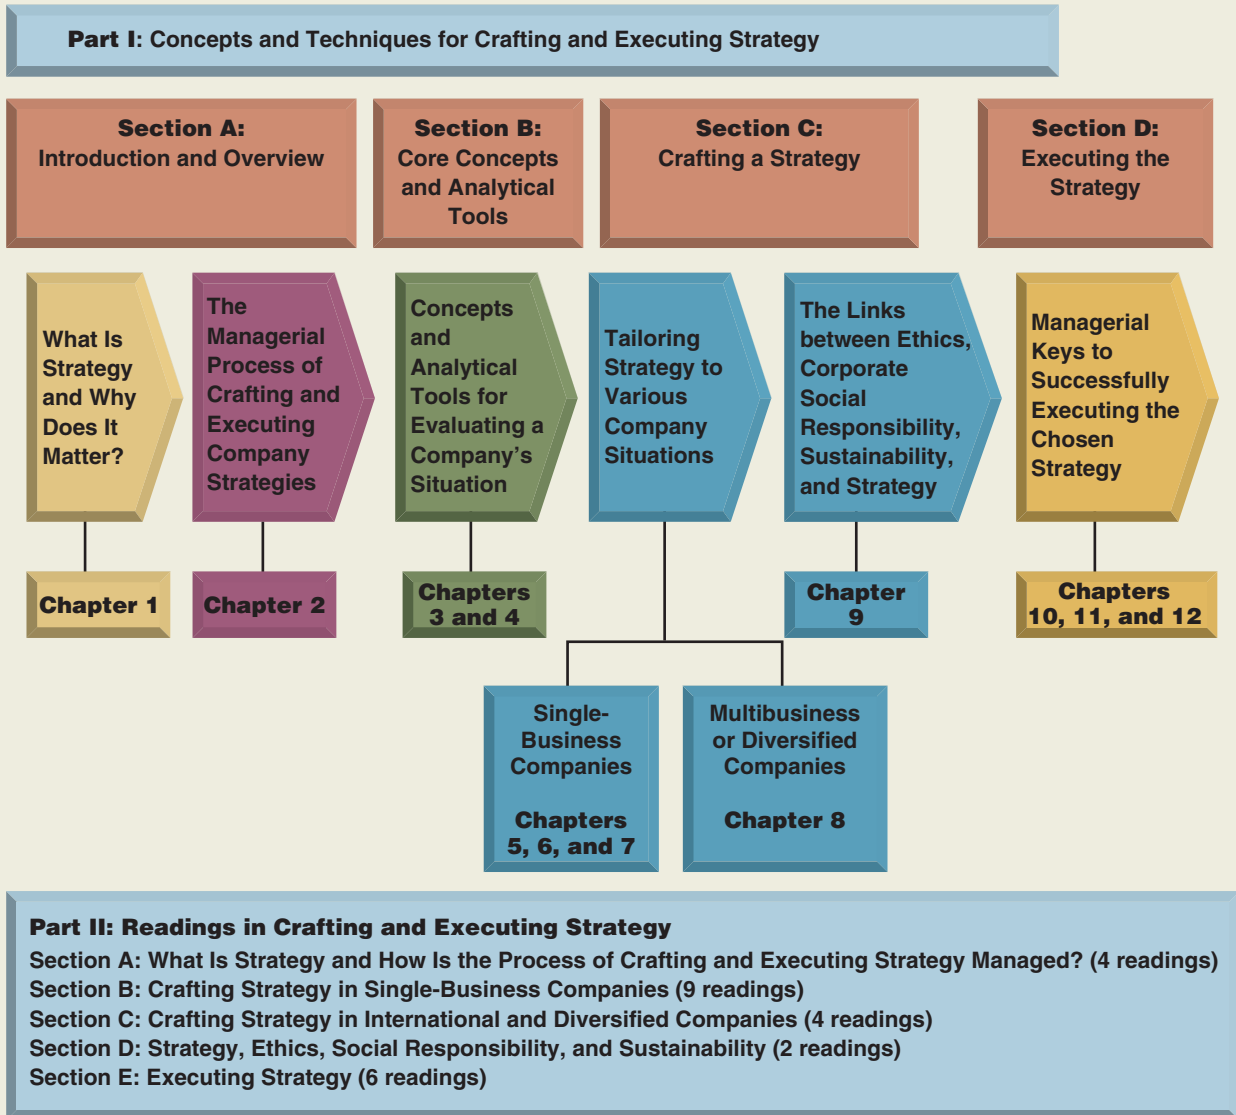 Part I: Concepts and Techniques for Crafting and Executing Strategy
Section A:
Introduction and Overview
Section B:
Core Concepts
and Analytical
Tools
Section C:
Crafting a Strategy
Section D:
Executing the
Strategy
What Is
Strategy
and Why
Does It
Matter?
The
Managerial
Process of
Crafting and
Executing
Company
Strategies
Concepts
and
Analytical
Tools for
Evaluating a
Company’s
Situation
Tailoring
Strategy to
Various
Company
Situations
The Links
between Ethics,
Corporate
Social
Responsibility,
Sustainability,
and Strategy
Managerial
Keys to
Successfully
Executing the
Chosen
Strategy
Chapter 1
Chapter 2
Chapters
3 and 4
Chapter
9
Chapters
10, 11, and 12
Single-
Business
Companies
Chapters
5, 6, and 7
Multibusiness
or Diversified
Companies
Chapter 8
Part II: Readings in Crafting and Executing Strategy
Section A: What Is Strategy and How Is the Process of Crafting and Executing Strategy Managed? (4 readings)
Section B: Crafting Strategy in Single-Business Companies (9 readings)
Section C: Crafting Strategy in International and Diversified Companies (4 readings)
Section D: Strategy, Ethics, Social Responsibility, and Sustainability (2 readings)
Section E: Executing Strategy (6 readings)